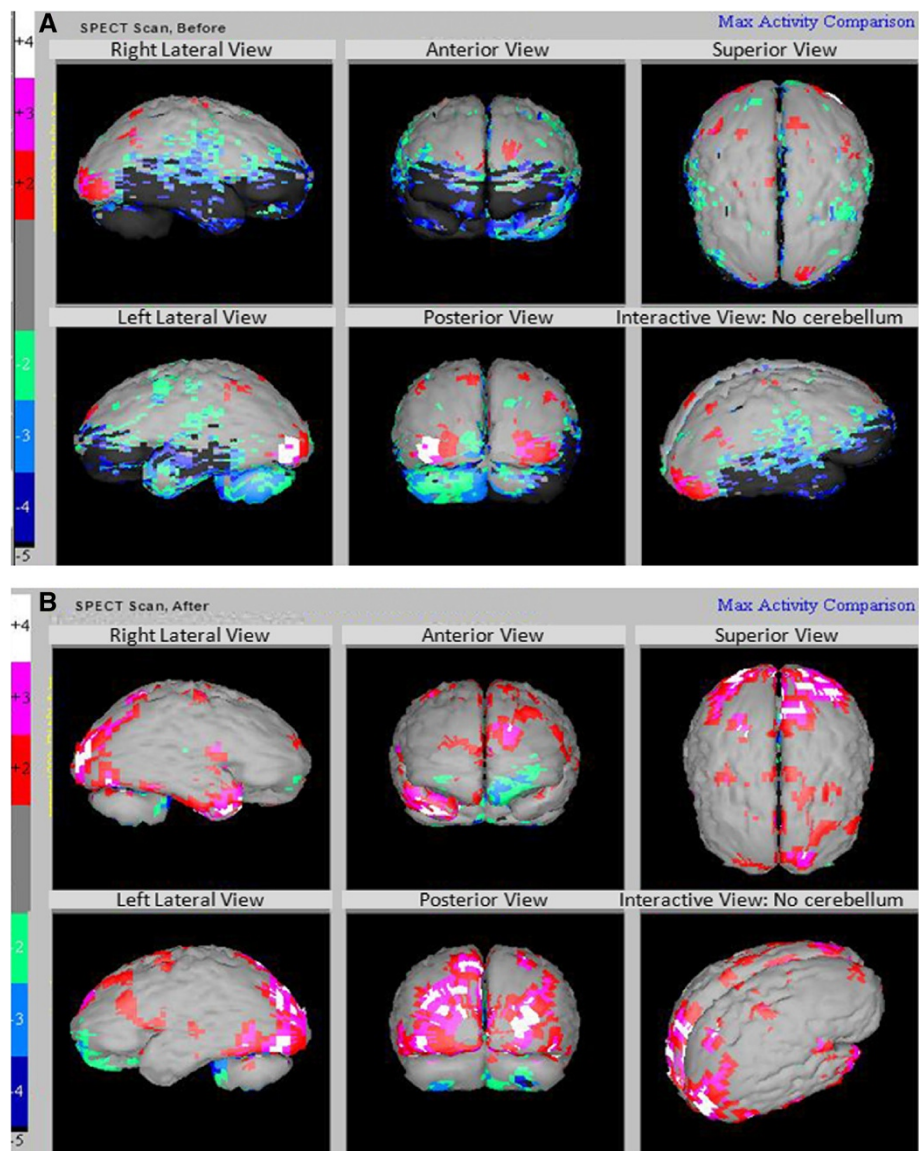 A SPECT Scan, Before Max Activity Comparison
Right Lateral View Anterior View Superior View
+4
+3
+2
Left Lateral View Posterior View Interactive View: No cerebellum
-2
-3
-4
-5
B SPECT Scan, After Max Activity Comparison
+4
Right Lateral View Anterior View Superior View
+3
+2
Left Lateral View Posterior View Interactive View: No cerebellum
-2
-3
-4
-5